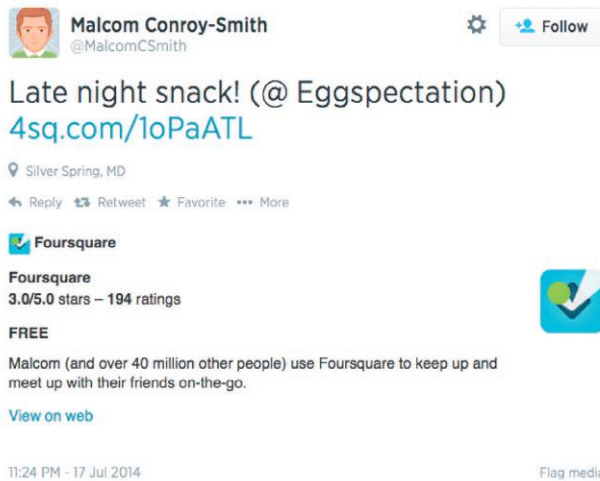 Malcom Conroy-Smith
@MalcomCSmith
Follow
Late night snack! (@ Eggspectation)
4sq.com/1oPaATL
Silver Spring, MD
Reply Retweet Favorite More
Foursquare
Foursquare
3.0/5.0 stars – 194 ratings
FREE
Malcom (and over 40 million other people) use Foursquare to keep up and
meet up with their friends on-the-go.
View on web
11:24 PM - 17 Jul 2014
Flag media